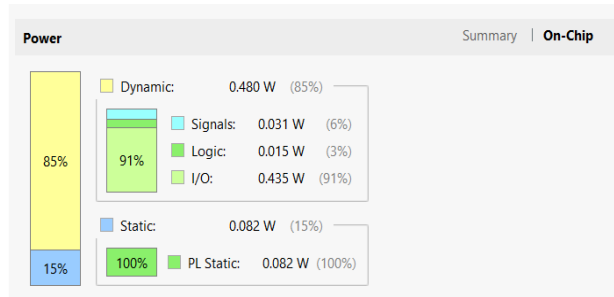 Power Summary | On-Chip
Dynamic: 0.480 W (85%)
Signals: 0.031 W (6%)
85% 91% Logic: 0.015 W (3%)
I/O: 0.435 W (91%)
Static: 0.082 W (15%)
15% 100% PL Static: 0.082 W (100%)